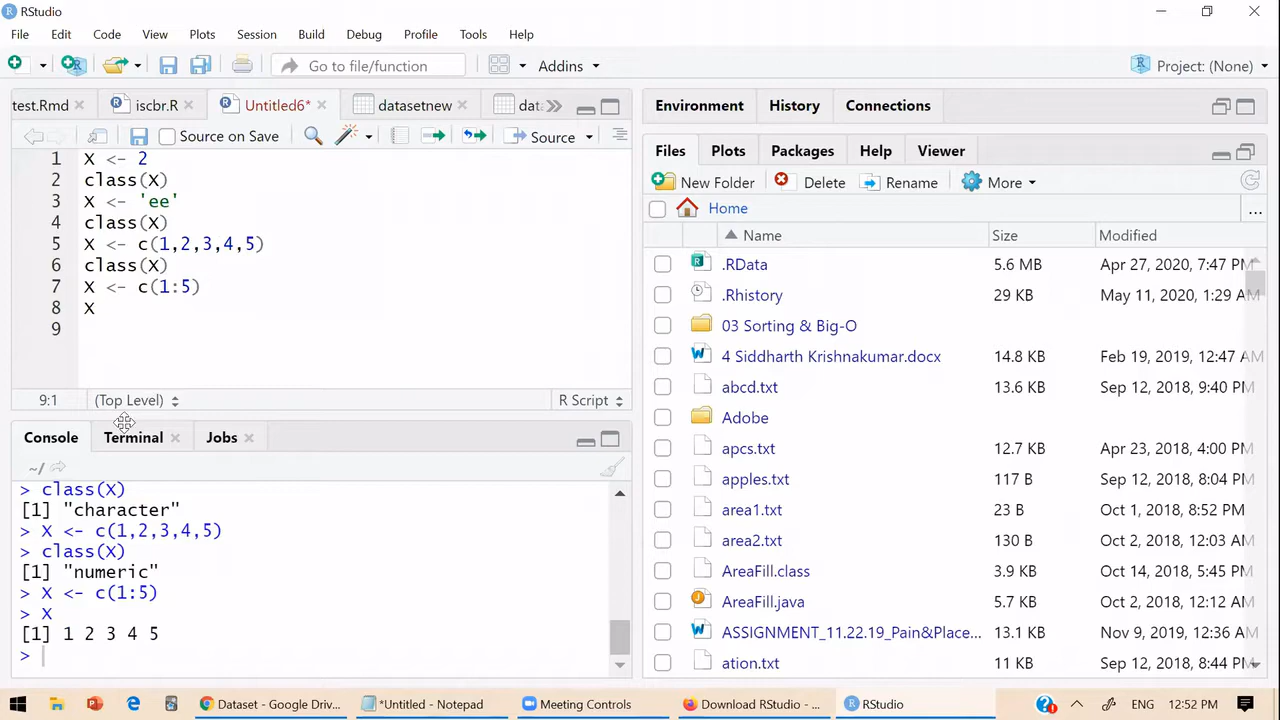 RStudio
File Edit Code View Plots Session Build Debug Profile Tools Help
Go to file/function Addins Project: (None)
test.Rmd iscbr.R Untitled6* datasetnew dat
Source on Save Source
1 X <- 2
2 class(X)
3 X <- 'ee'
4 class(X)
5 X <- c(1,2,3,4,5)
6 class(X)
7 X <- c(1:5)
8 X
9
9:1 (Top Level) R Script
Console Terminal Jobs
~/
> class(X)
[1] "character"
> X <- c(1,2,3,4,5)
> class(X)
[1] "numeric"
> X <- c(1:5)
> X
[1] 1 2 3 4 5
>
Environment History Connections
Files Plots Packages Help Viewer
New Folder Delete Rename More
Home ...
Name Size Modified
.RData 5.6 MB Apr 27, 2020, 7:47 PM
.Rhistory 29 KB May 11, 2020, 1:29 AM
03 Sorting & Big-O
4 Siddharth Krishnakumar.docx 14.8 KB Feb 19, 2019, 12:47 AM
abcd.txt 13.6 KB Sep 12, 2018, 9:40 PM
Adobe
apcs.txt 12.7 KB Apr 23, 2018, 4:00 PM
apples.txt 117 B Sep 12, 2018, 8:04 PM
area1.txt 23 B Oct 1, 2018, 8:52 PM
area2.txt 130 B Oct 2, 2018, 12:03 AM
AreaFill.class 3.9 KB Oct 14, 2018, 5:45 PM
AreaFill.java 5.7 KB Oct 2, 2018, 12:12 AM
ASSIGNMENT_11.22.19_Pain&Place... 13.1 KB Nov 9, 2019, 12:36 AM
ation.txt 11 KB Sep 12, 2018, 8:44 PM
Dataset - Google Driv... *Untitled - Notepad Meeting Controls Download RStudio - ... RStudio ENG 12:52 PM